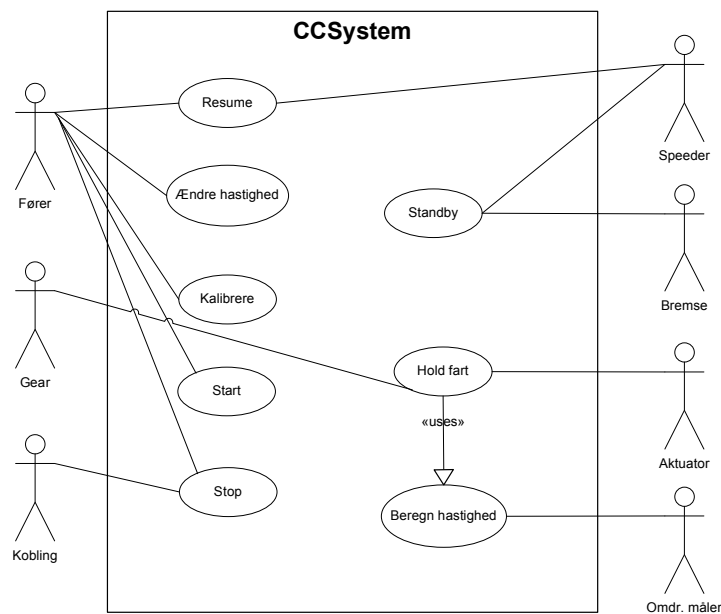 CCSystem
Resume
Speeder
Fører
Ændre hastighed
Standby
Bremse
Kalibrere
Gear
Hold fart
Start
«uses»
Aktuator
Stop
Beregn hastighed
Kobling
Omdr. måler